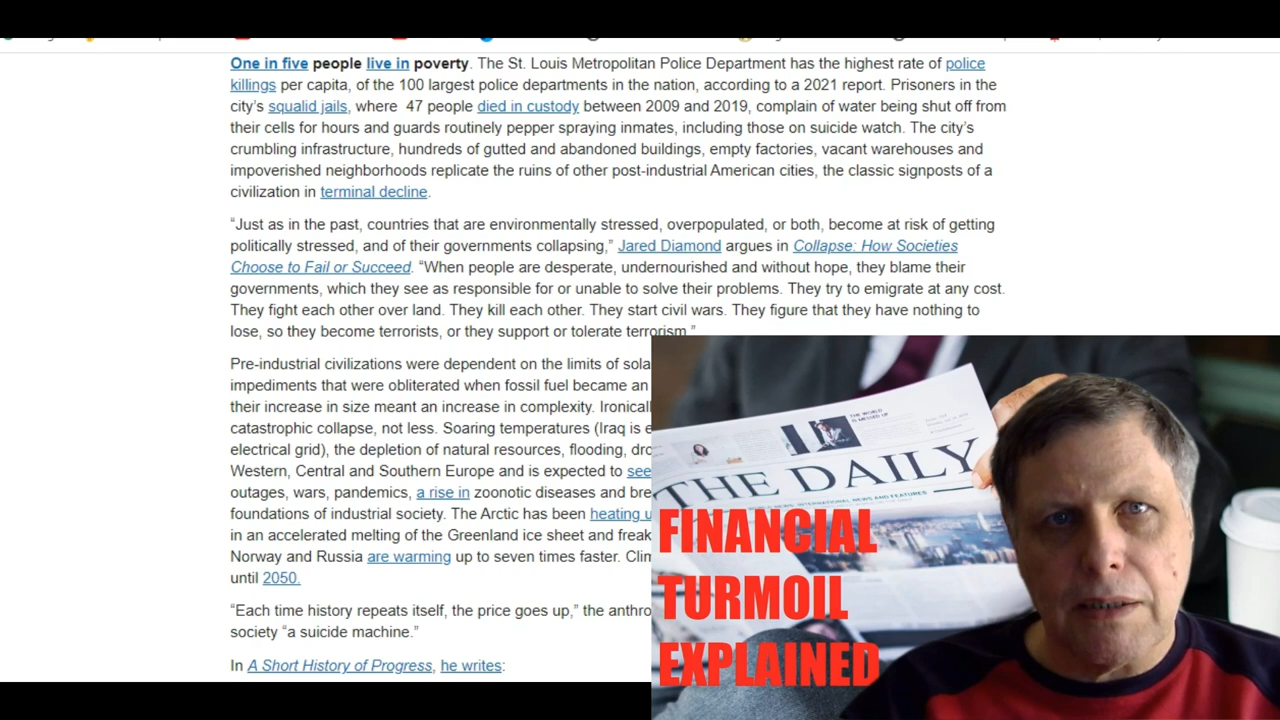 One in five people live in poverty. The St. Louis Metropolitan Police Department has the highest rate of police
killings per capita, of the 100 largest police departments in the nation, according to a 2021 report. Prisoners in the
city's squalid jails, where 47 people died in custody between 2009 and 2019, complain of water being shut off from
their cells for hours and guards routinely pepper spraying inmates, including those on suicide watch. The city's
crumbling infrastructure, hundreds of gutted and abandoned buildings, empty factories, vacant warehouses and
impoverished neighborhoods replicate the ruins of other post-industrial American cities, the classic signposts of a
civilization in terminal decline.
“Just as in the past, countries that are environmentally stressed, overpopulated, or both, become at risk of getting
politically stressed, and of their governments collapsing,” Jared Diamond argues in Collapse: How Societies
Choose to Fail or Succeed. “When people are desperate, undernourished and without hope, they blame their
governments, which they see as responsible for or unable to solve their problems. They try to emigrate at any cost.
They fight each other over land. They kill each other. They start civil wars. They figure that they have nothing to
lose, so they become terrorists, or they support or tolerate terrorism.”
Pre-industrial civilizations were dependent on the limits of sola
impediments that were obliterated when fossil fuel became an
their increase in size meant an increase in complexity. Ironicall
catastrophic collapse, not less. Soaring temperatures (Iraq is e
electrical grid), the depletion of natural resources, flooding, dro
Western, Central and Southern Europe and is expected to see
outages, wars, pandemics, a rise in zoonotic diseases and bre
foundations of industrial society. The Arctic has been heating u
in an accelerated melting of the Greenland ice sheet and freak
Norway and Russia are warming up to seven times faster. Clim
until 2050.
“Each time history repeats itself, the price goes up,” the anthro
society “a suicide machine.”
In A Short History of Progress, he writes:
THE WORLD
IS MESSED UP
THE DAILY
WORLD NEWS INTERNATIONAL NEWS AND FEATURES
FINANCIAL
TURMOIL
EXPLAINED